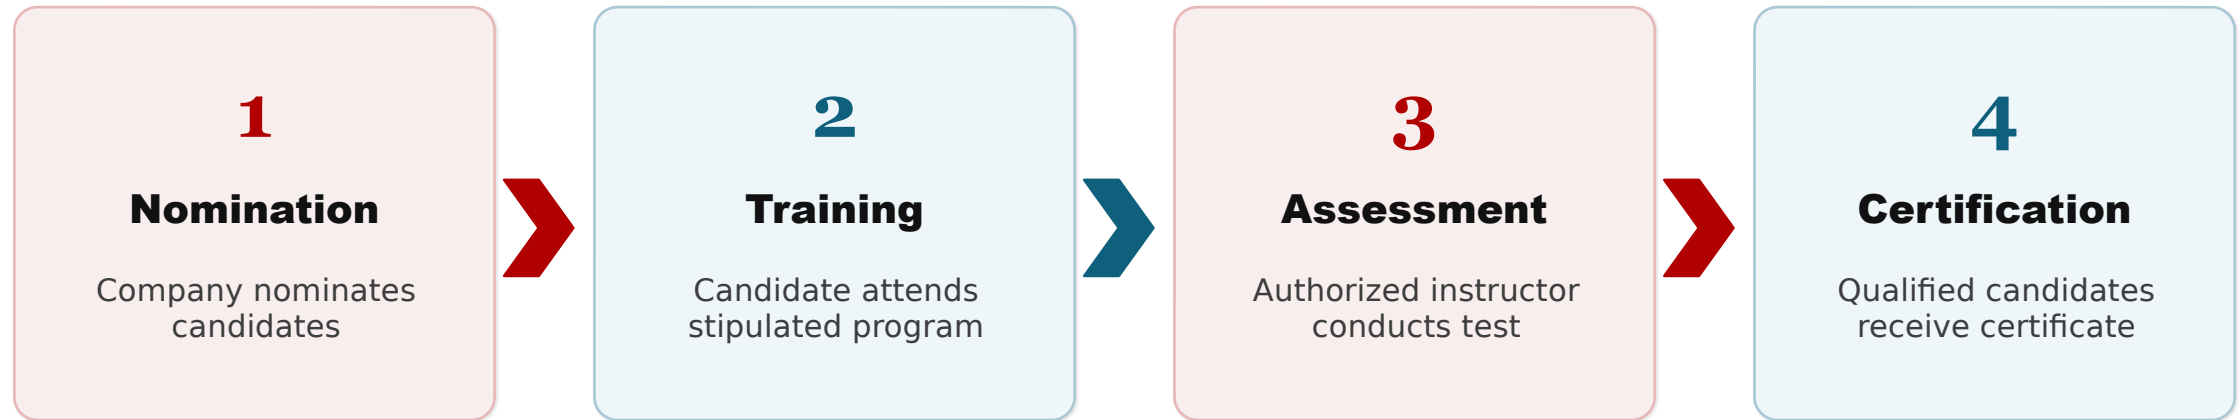 1
Nomination
Company nominates
candidates
2
Training
Candidate attends
stipulated program
3
Assessment
Authorized instructor
conducts test
4
Certification
Qualified candidates
receive certificate